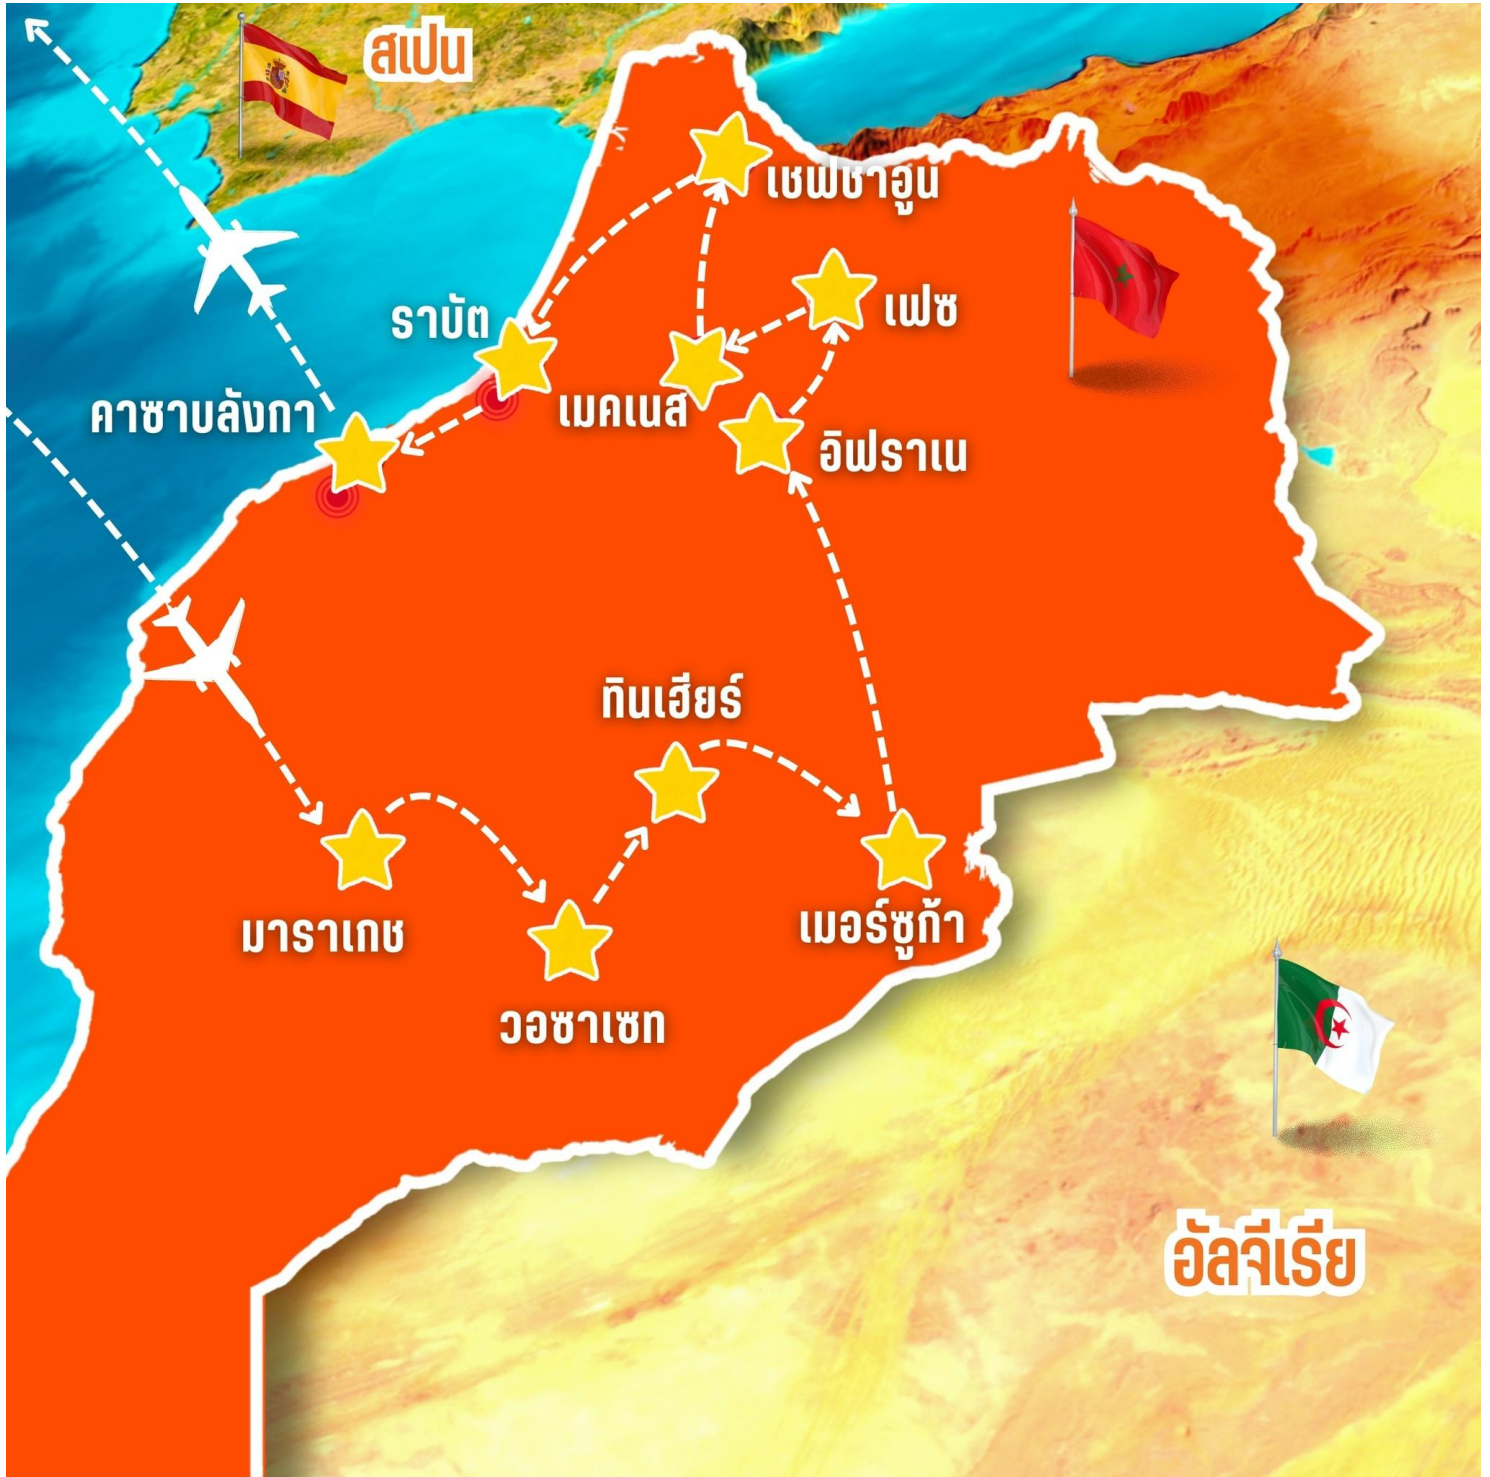 สเปน
เชฟชาอูน
เฟซ
ราบัต
เมคเนส
คาซาบลังกา
อิฟราเน
ทินเฮียร์
มาราเกช
เมอร์ซูก้า
วอซาเซท
อัลจีเรีย